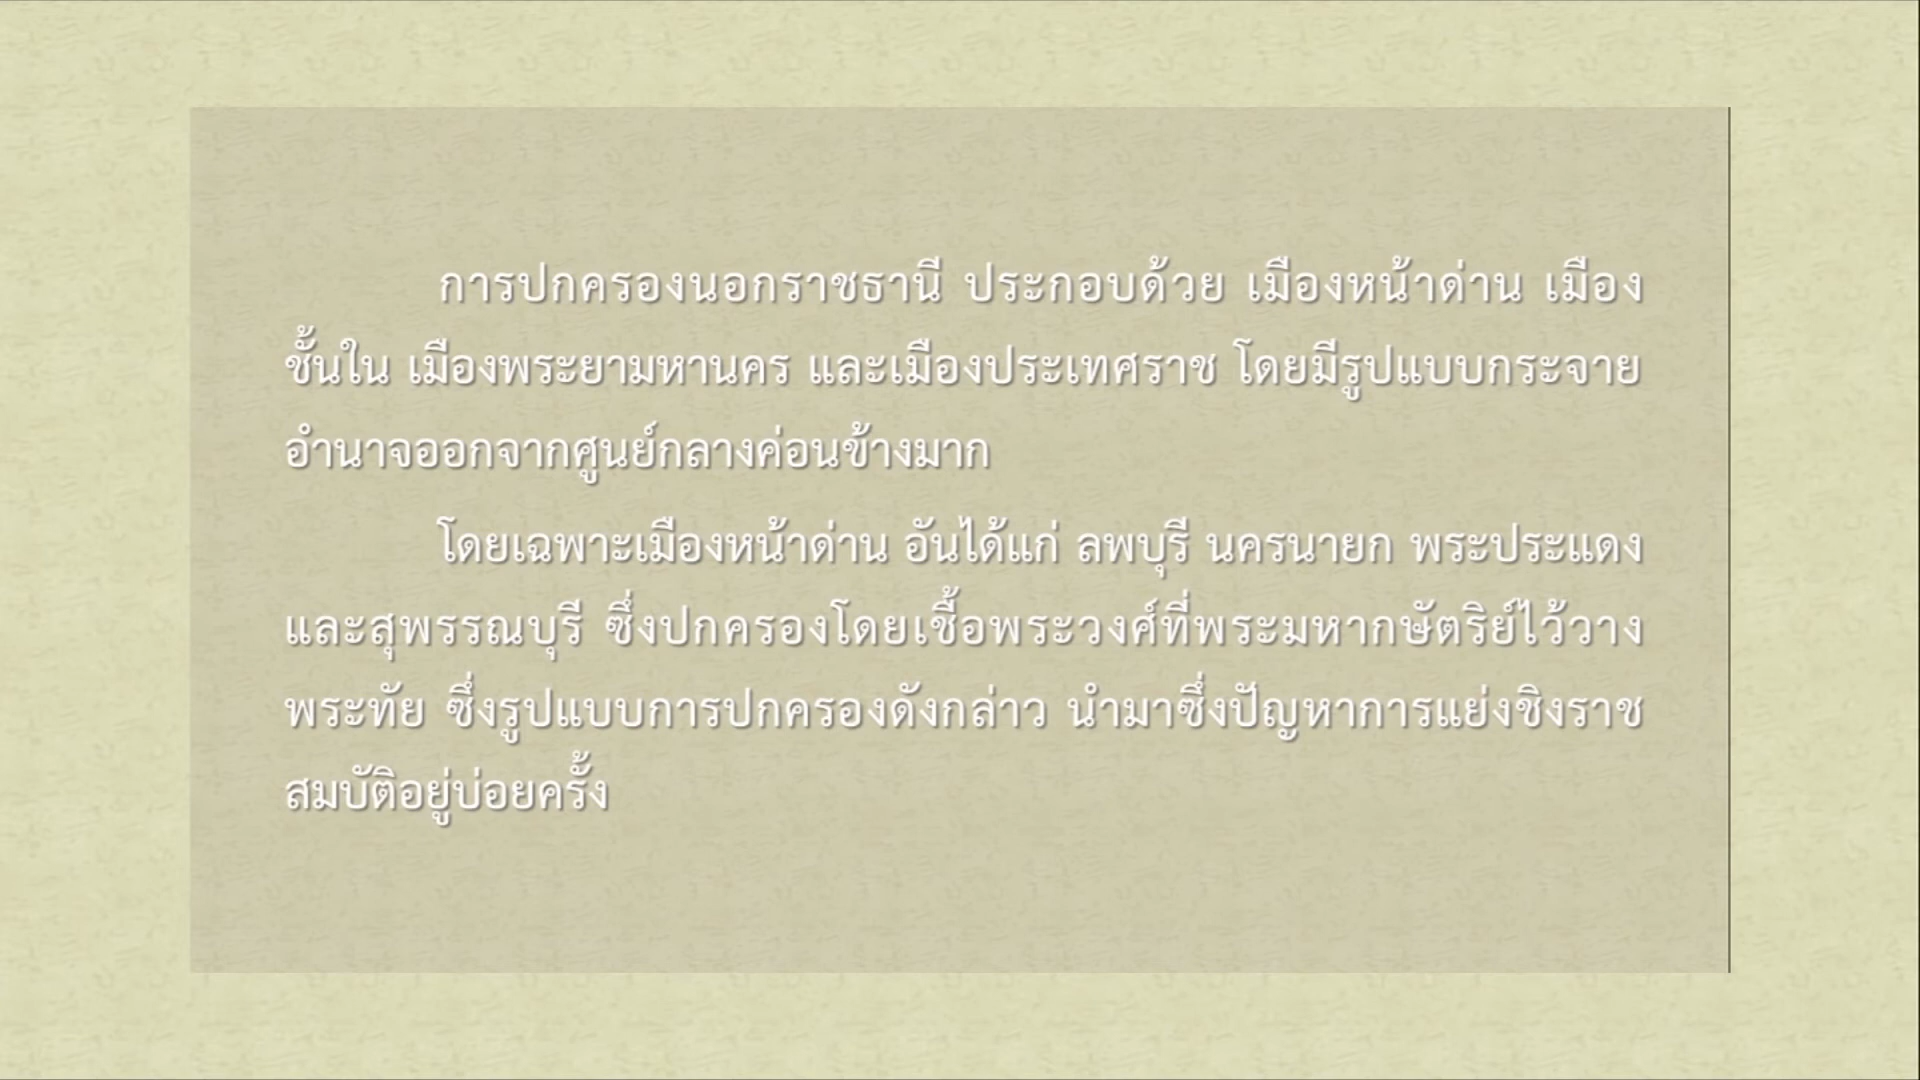 การปกครองนอกราชธานี ประกอบด้วย เมืองหน้าด่าน เมือง
ชั้นใน เมืองพระยามหานคร และเมืองประเทศราช โดยมีรูปแบบกระจาย
อำนาจออกจากศูนย์กลางค่อนข้างมาก
โดยเฉพาะเมืองหน้าด่าน อันได้แก่ ลพบุรี นครนายก พระประแดง
และสุพรรณบุรี ซึ่งปกครองโดยเชื้อพระวงศ์ที่พระมหากษัตริย์ไว้วาง
พระทัย ซึ่งรูปแบบการปกครองดังกล่าว นำมาซึ่งปัญหาการแย่งชิงราช
สมบัติอยู่บ่อยครั้ง